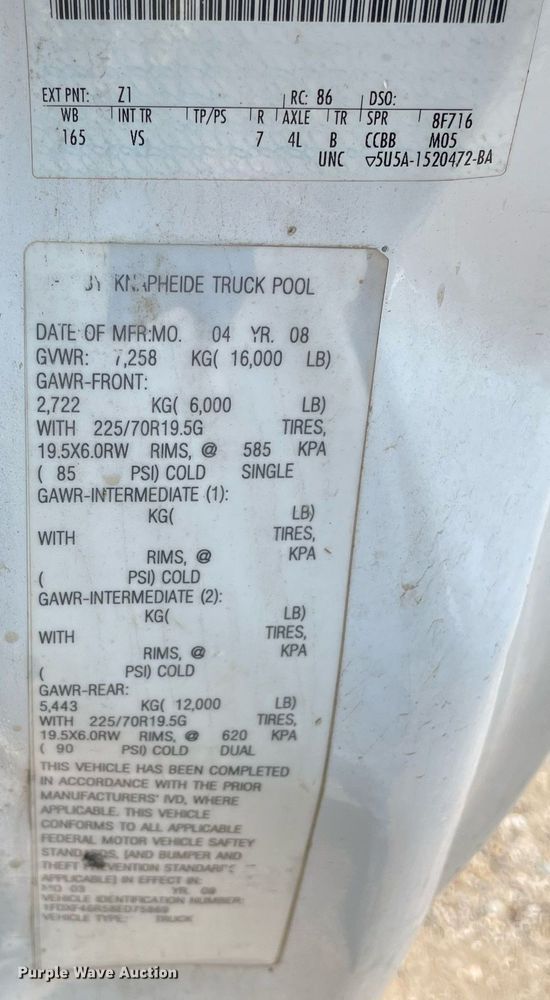 EXT PNT: Z1 RC: 86 DSO:
WB INT TR TP/PS R AXLE TR SPR 8F716
165 VS 7 4L B CCBB M05
UNC ▽5U5A-1520472-BA
BY KNAPHEIDE TRUCK POOL
DATE OF MFR:MO. 04 YR. 08
GVWR: 7,258 KG( 16,000 LB)
GAWR-FRONT:
2,722 KG( 6,000 LB)
WITH 225/70R19.5G TIRES,
19.5X6.0RW RIMS, @ 585 KPA
( 85 PSI) COLD SINGLE
GAWR-INTERMEDIATE (1):
KG( LB)
WITH TIRES,
RIMS, @ KPA
( PSI) COLD
GAWR-INTERMEDIATE (2):
KG( LB)
WITH TIRES,
RIMS, @ KPA
( PSI) COLD
GAWR-REAR:
5,443 KG( 12,000 LB)
WITH 225/70R19.5G TIRES,
19.5X6.0RW RIMS, @ 620 KPA
( 90 PSI) COLD DUAL
THIS VEHICLE HAS BEEN COMPLETED
IN ACCORDANCE WITH THE PRIOR
MANUFACTURERS' IVD, WHERE
APPLICABLE. THIS VEHICLE
CONFORMS TO ALL APPLICABLE
FEDERAL MOTOR VEHICLE SAFTEY
STANDARDS, [AND BUMPER AND
THEFT PREVENTION STANDARDS
APPLICABLE] IN EFFECT IN:
MO 03 YR. 08
VEHICLE IDENTIFICATION NUMBER:
VEHICLE TYPE: TRUCK
Purple Wave Auction